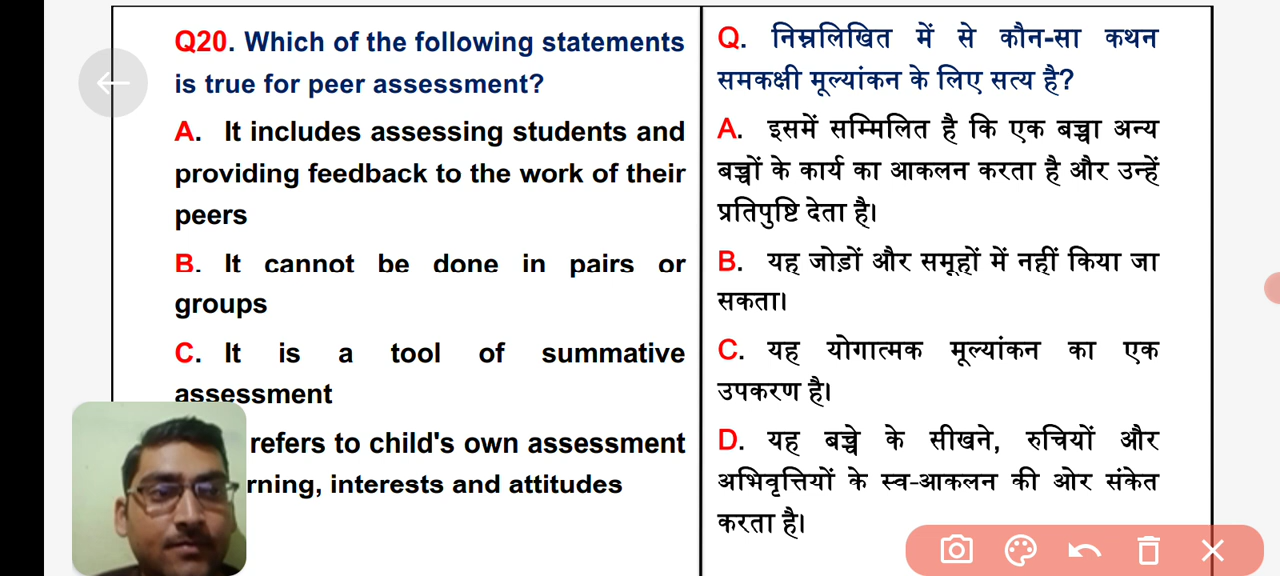 Q20. Which of the following statements
is true for peer assessment?
A. It includes assessing students and
providing feedback to the work of their
peers
B. It cannot be done in pairs or
groups
C. It is a tool of summative
assessment
refers to child's own assessment
rning, interests and attitudes
Q. निम्नलिखित में से कौन-सा कथन
समकक्षी मूल्यांकन के लिए सत्य है?
A. इसमें सम्मिलित है कि एक बच्चा अन्य
बच्चों के कार्य का आकलन करता है और उन्हें
प्रतिपुष्टि देता है।
B. यह जोड़ों और समूहों में नहीं किया जा
सकता।
C. यह योगात्मक मूल्यांकन का एक
उपकरण है।
D. यह बच्चे के सीखने, रुचियों और
अभिवृत्तियों के स्व-आकलन की ओर संकेत
करता है।